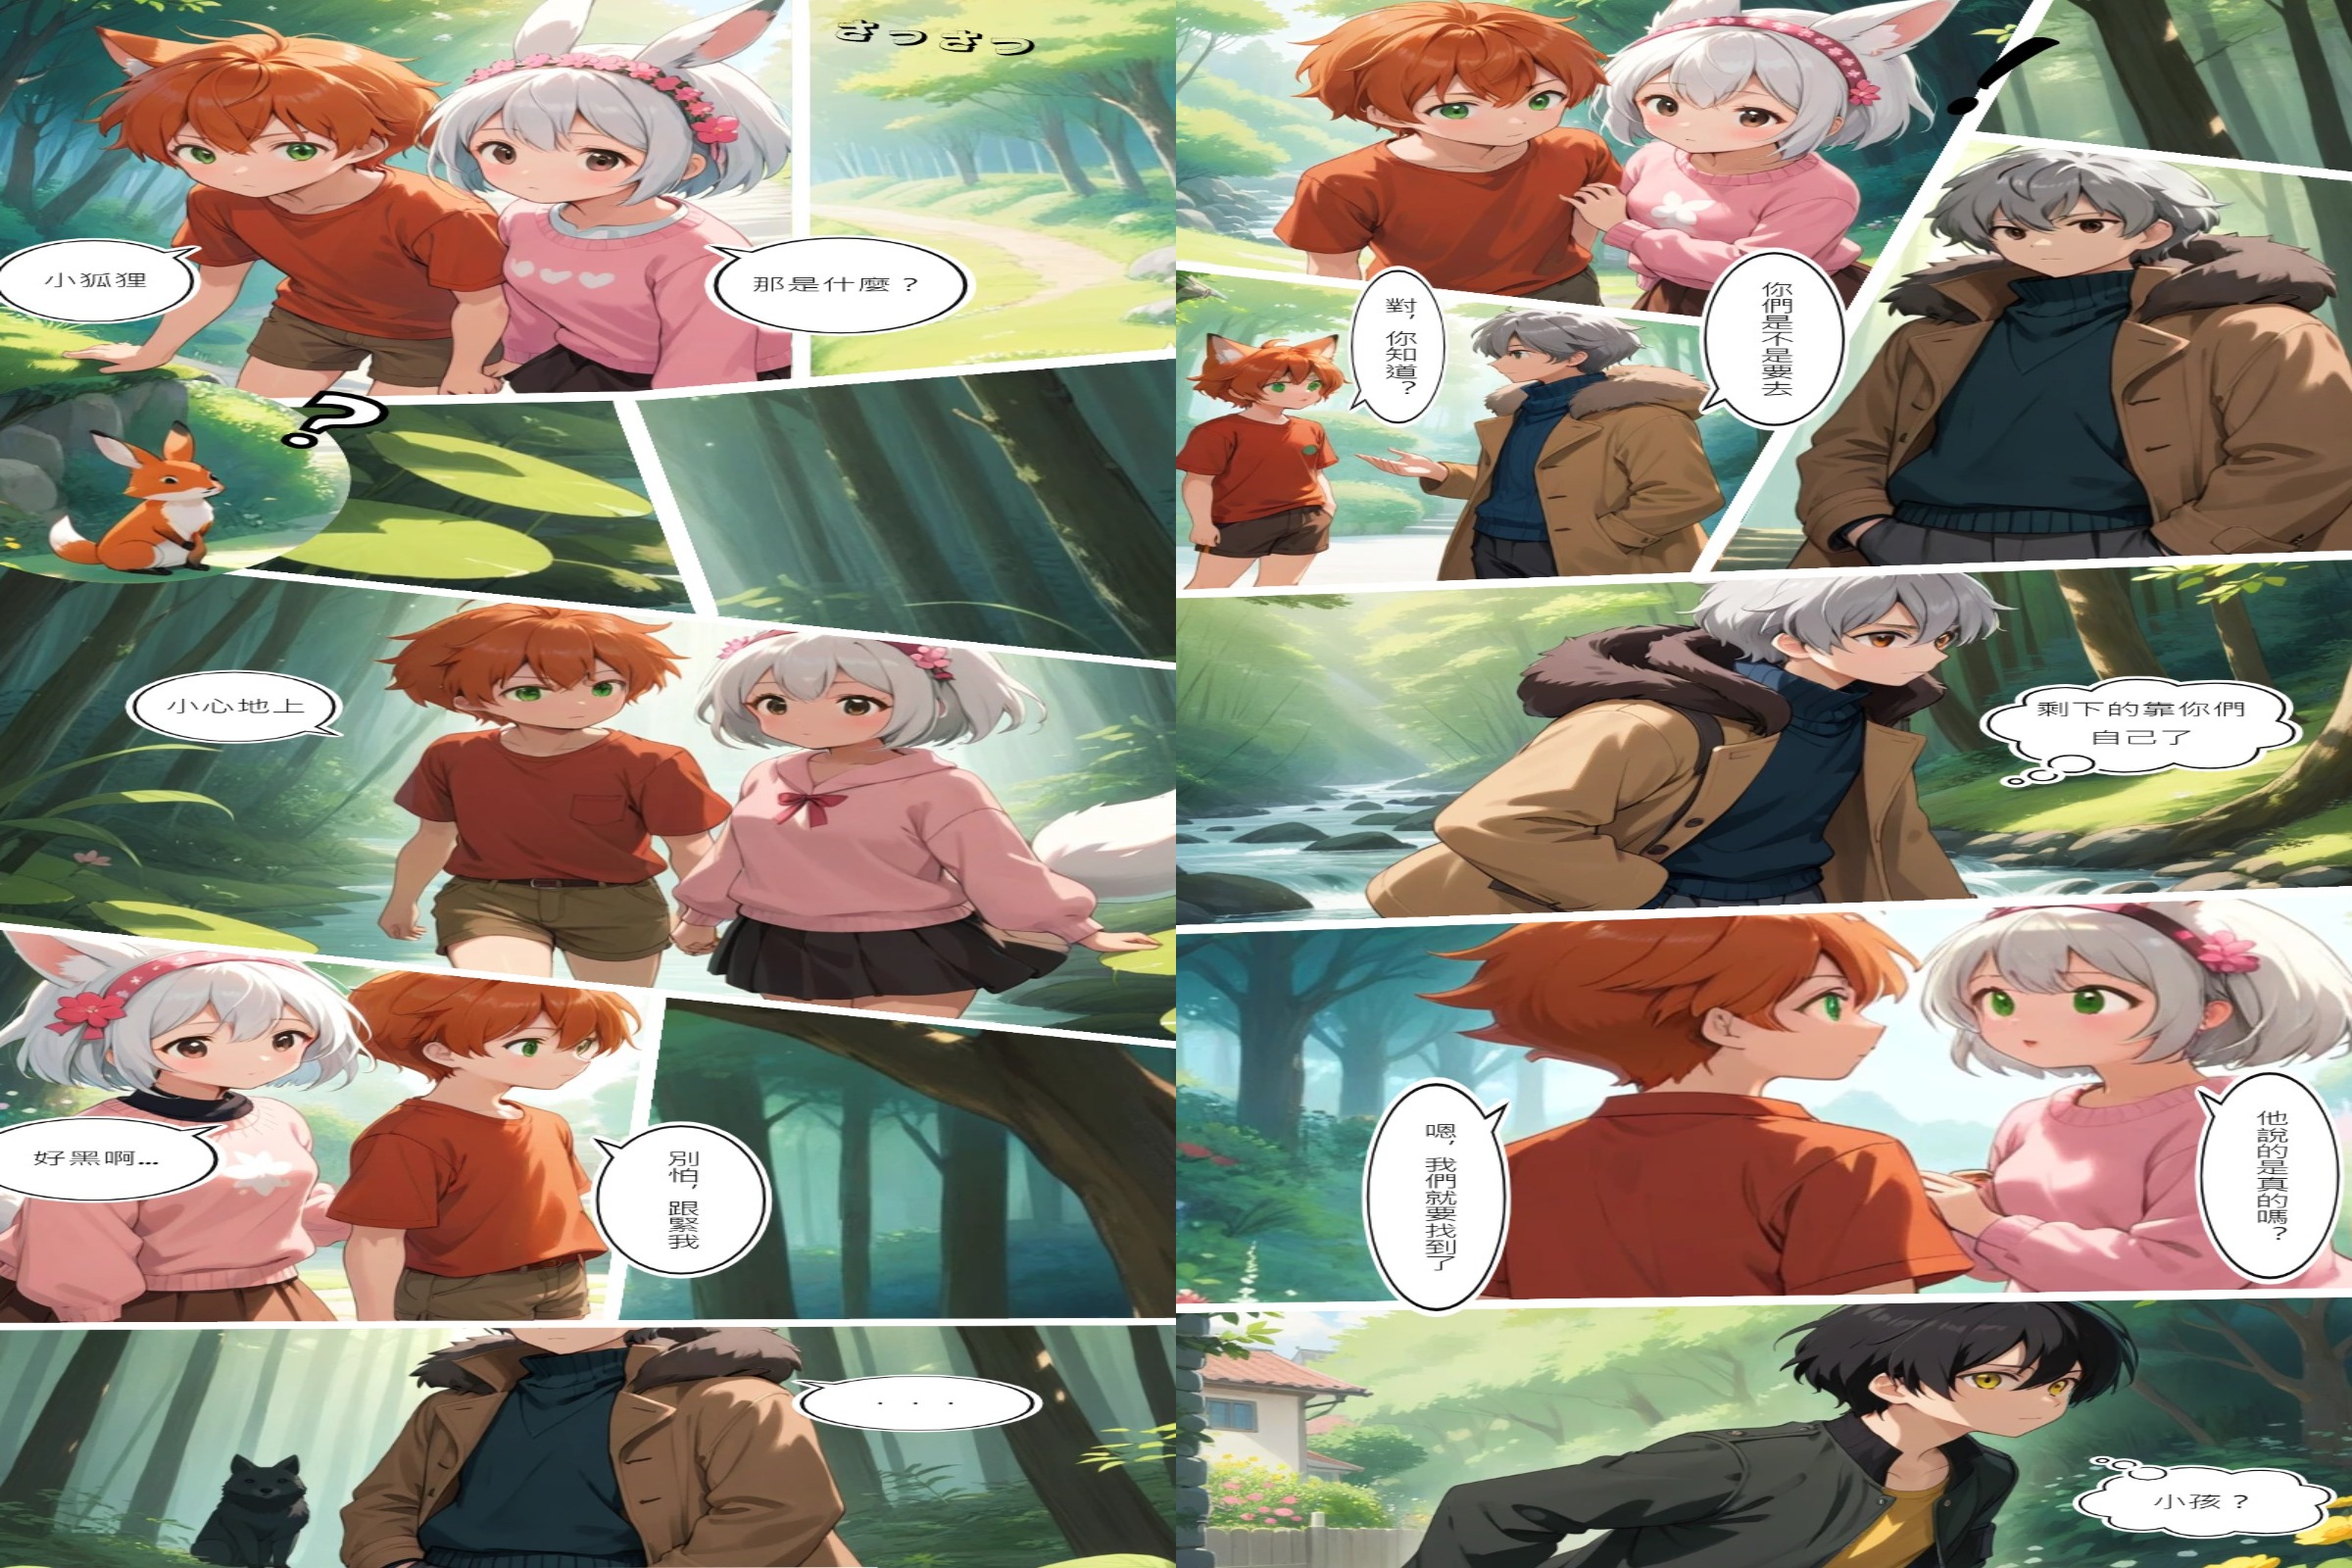 さっさっ
小狐狸
那是什麼？
?
小心地上
好黑啊...
別怕，跟緊我
...
!
你們是不是要去
對，你知道？
剩下的靠你們
自己了
他說的是真的嗎？
嗯，我們就要找到了
小孩？